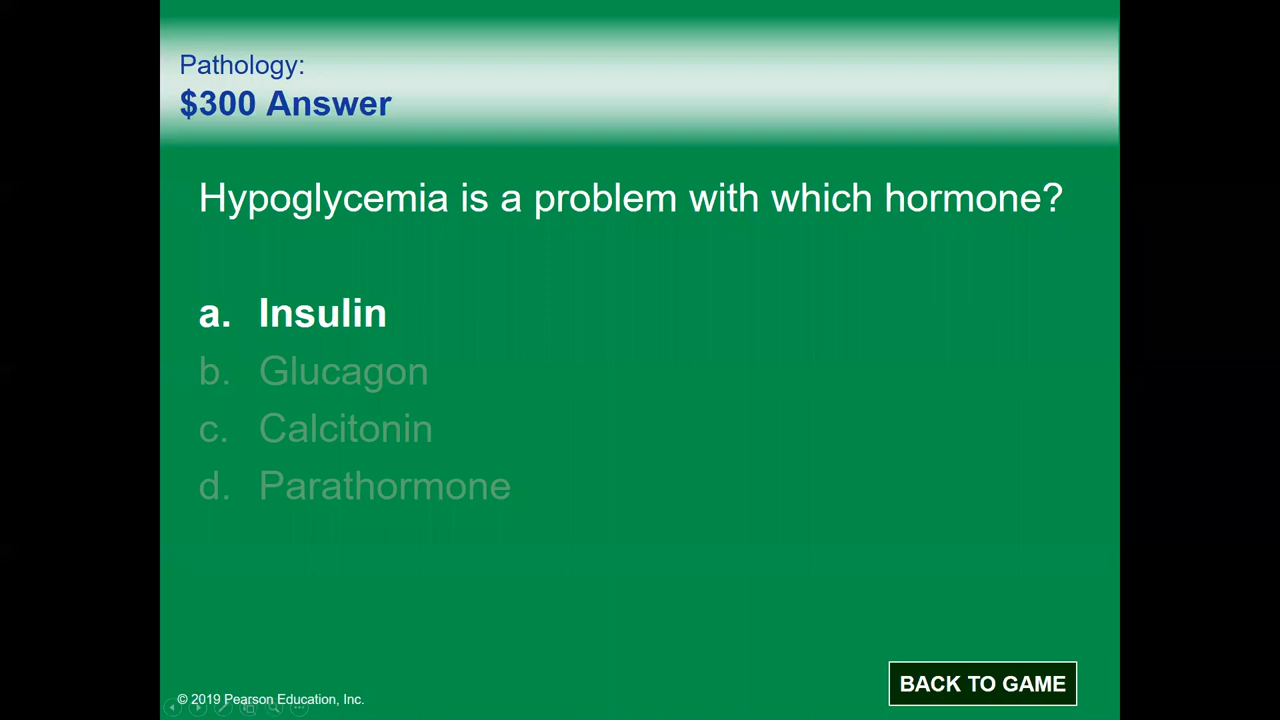 Pathology:
$300 Answer
Hypoglycemia is a problem with which hormone?
a. Insulin
b. Glucagon
c. Calcitonin
d. Parathormone
BACK TO GAME
© 2019 Pearson Education, Inc.